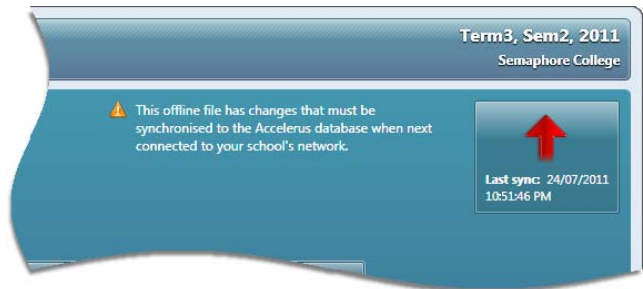 Term3, Sem2, 2011
Semaphore College
This offline file has changes that must be
synchronised to the Accelerus database when next
connected to your school's network.
Last sync: 24/07/2011
10:51:46 PM